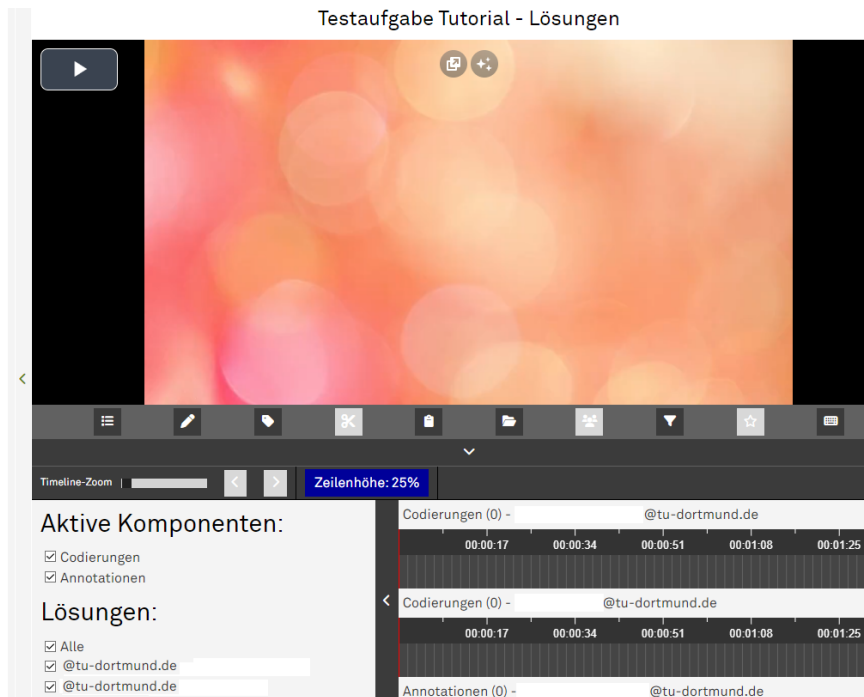 Testaufgabe Tutorial - Lösungen
Timeline-Zoom
Zeilenhöhe: 25%
Aktive Komponenten:
Codierungen
Annotationen
Lösungen:
Alle
@tu-dortmund.de
@tu-dortmund.de
Codierungen (0) - @tu-dortmund.de
00:00:17 00:00:34 00:00:51 00:01:08 00:01:25
Codierungen (0) - @tu-dortmund.de
00:00:17 00:00:34 00:00:51 00:01:08 00:01:25
Annotationen (0) - @tu-dortmund.de